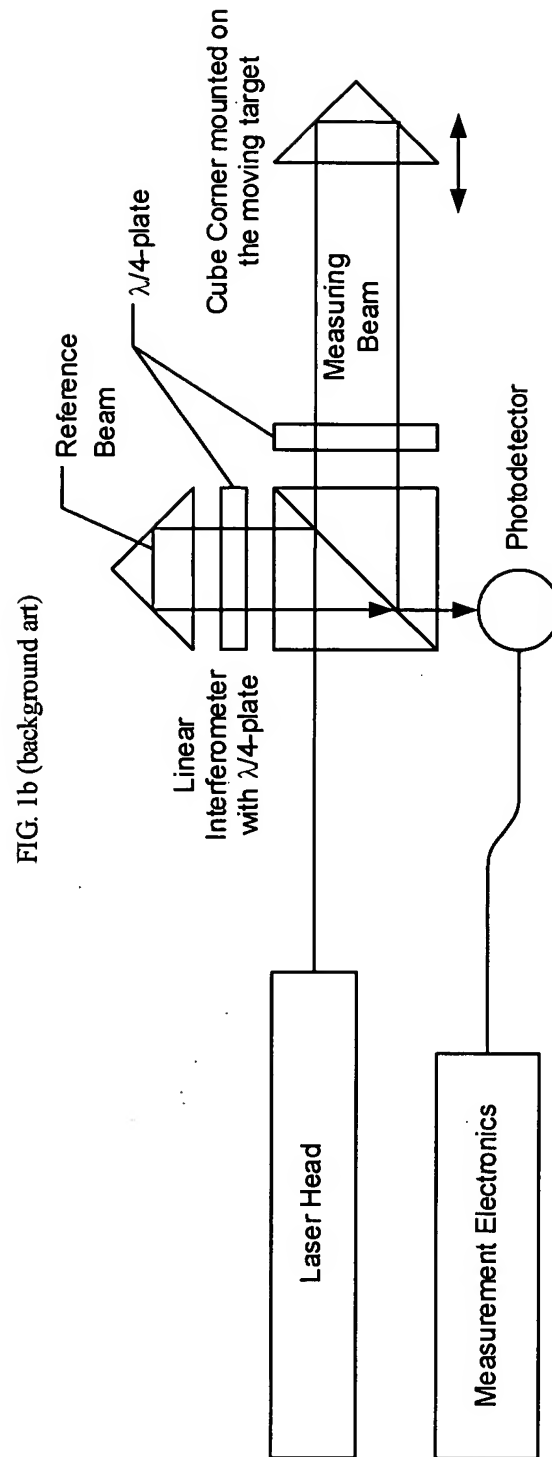 FIG. 1b (background art)
Reference
Beam
λ/4-plate
Linear
Interferometer
with λ/4-plate
Cube Corner mounted on
the moving target
Laser Head
Measuring
Beam
Measurement Electronics
Photodetector